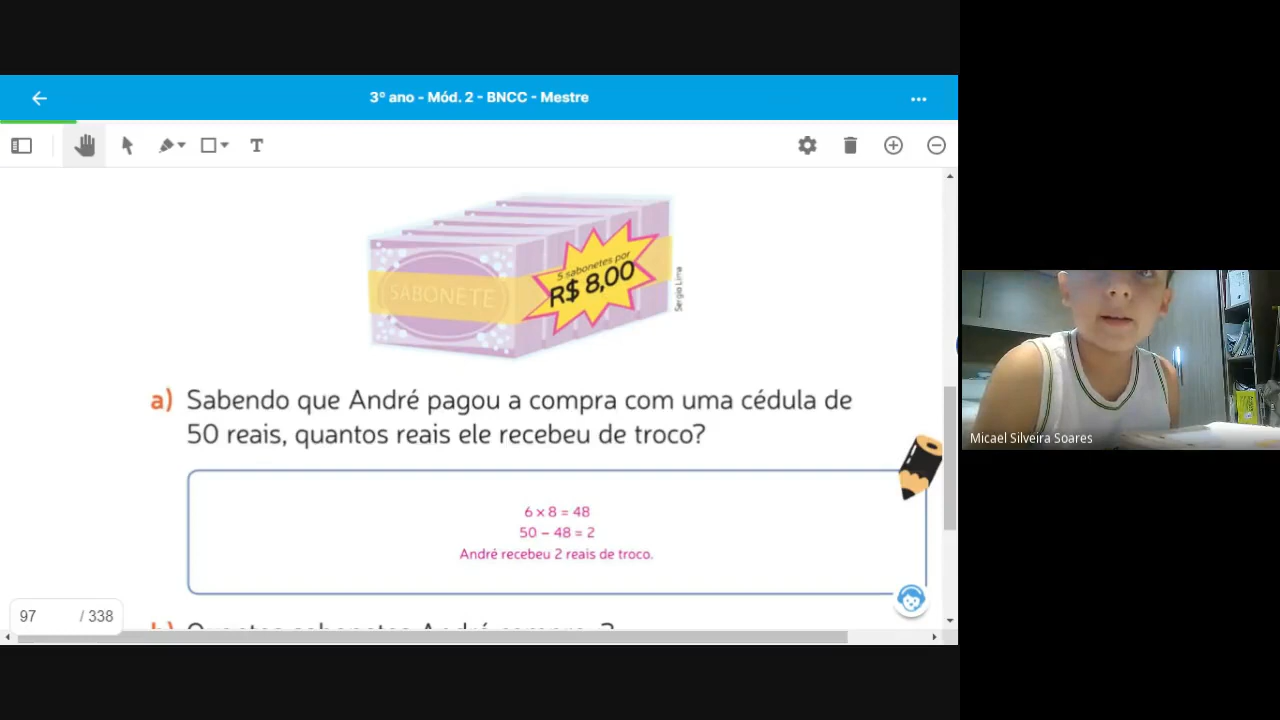 3º ano - Mód. 2 - BNCC - Mestre
T
SABONETE
5 sabonetes por
R$ 8,00
Sergio Lima
a) Sabendo que André pagou a compra com uma cédula de
50 reais, quantos reais ele recebeu de troco?
6 x 8 = 48
50 – 48 = 2
André recebeu 2 reais de troco.
97 / 338
Micael Silveira Soares